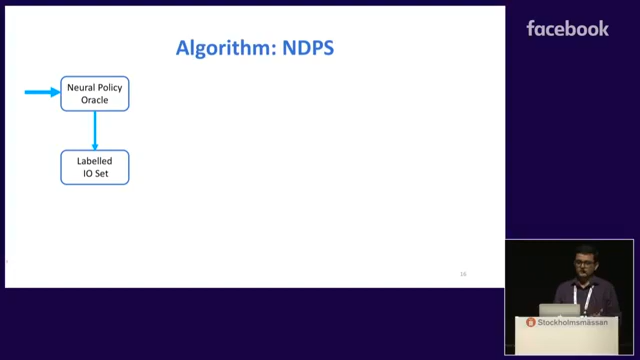 facebook
Algorithm: NDPS
Neural Policy
Oracle
Labelled
IO Set
16
Stockholmsmässan